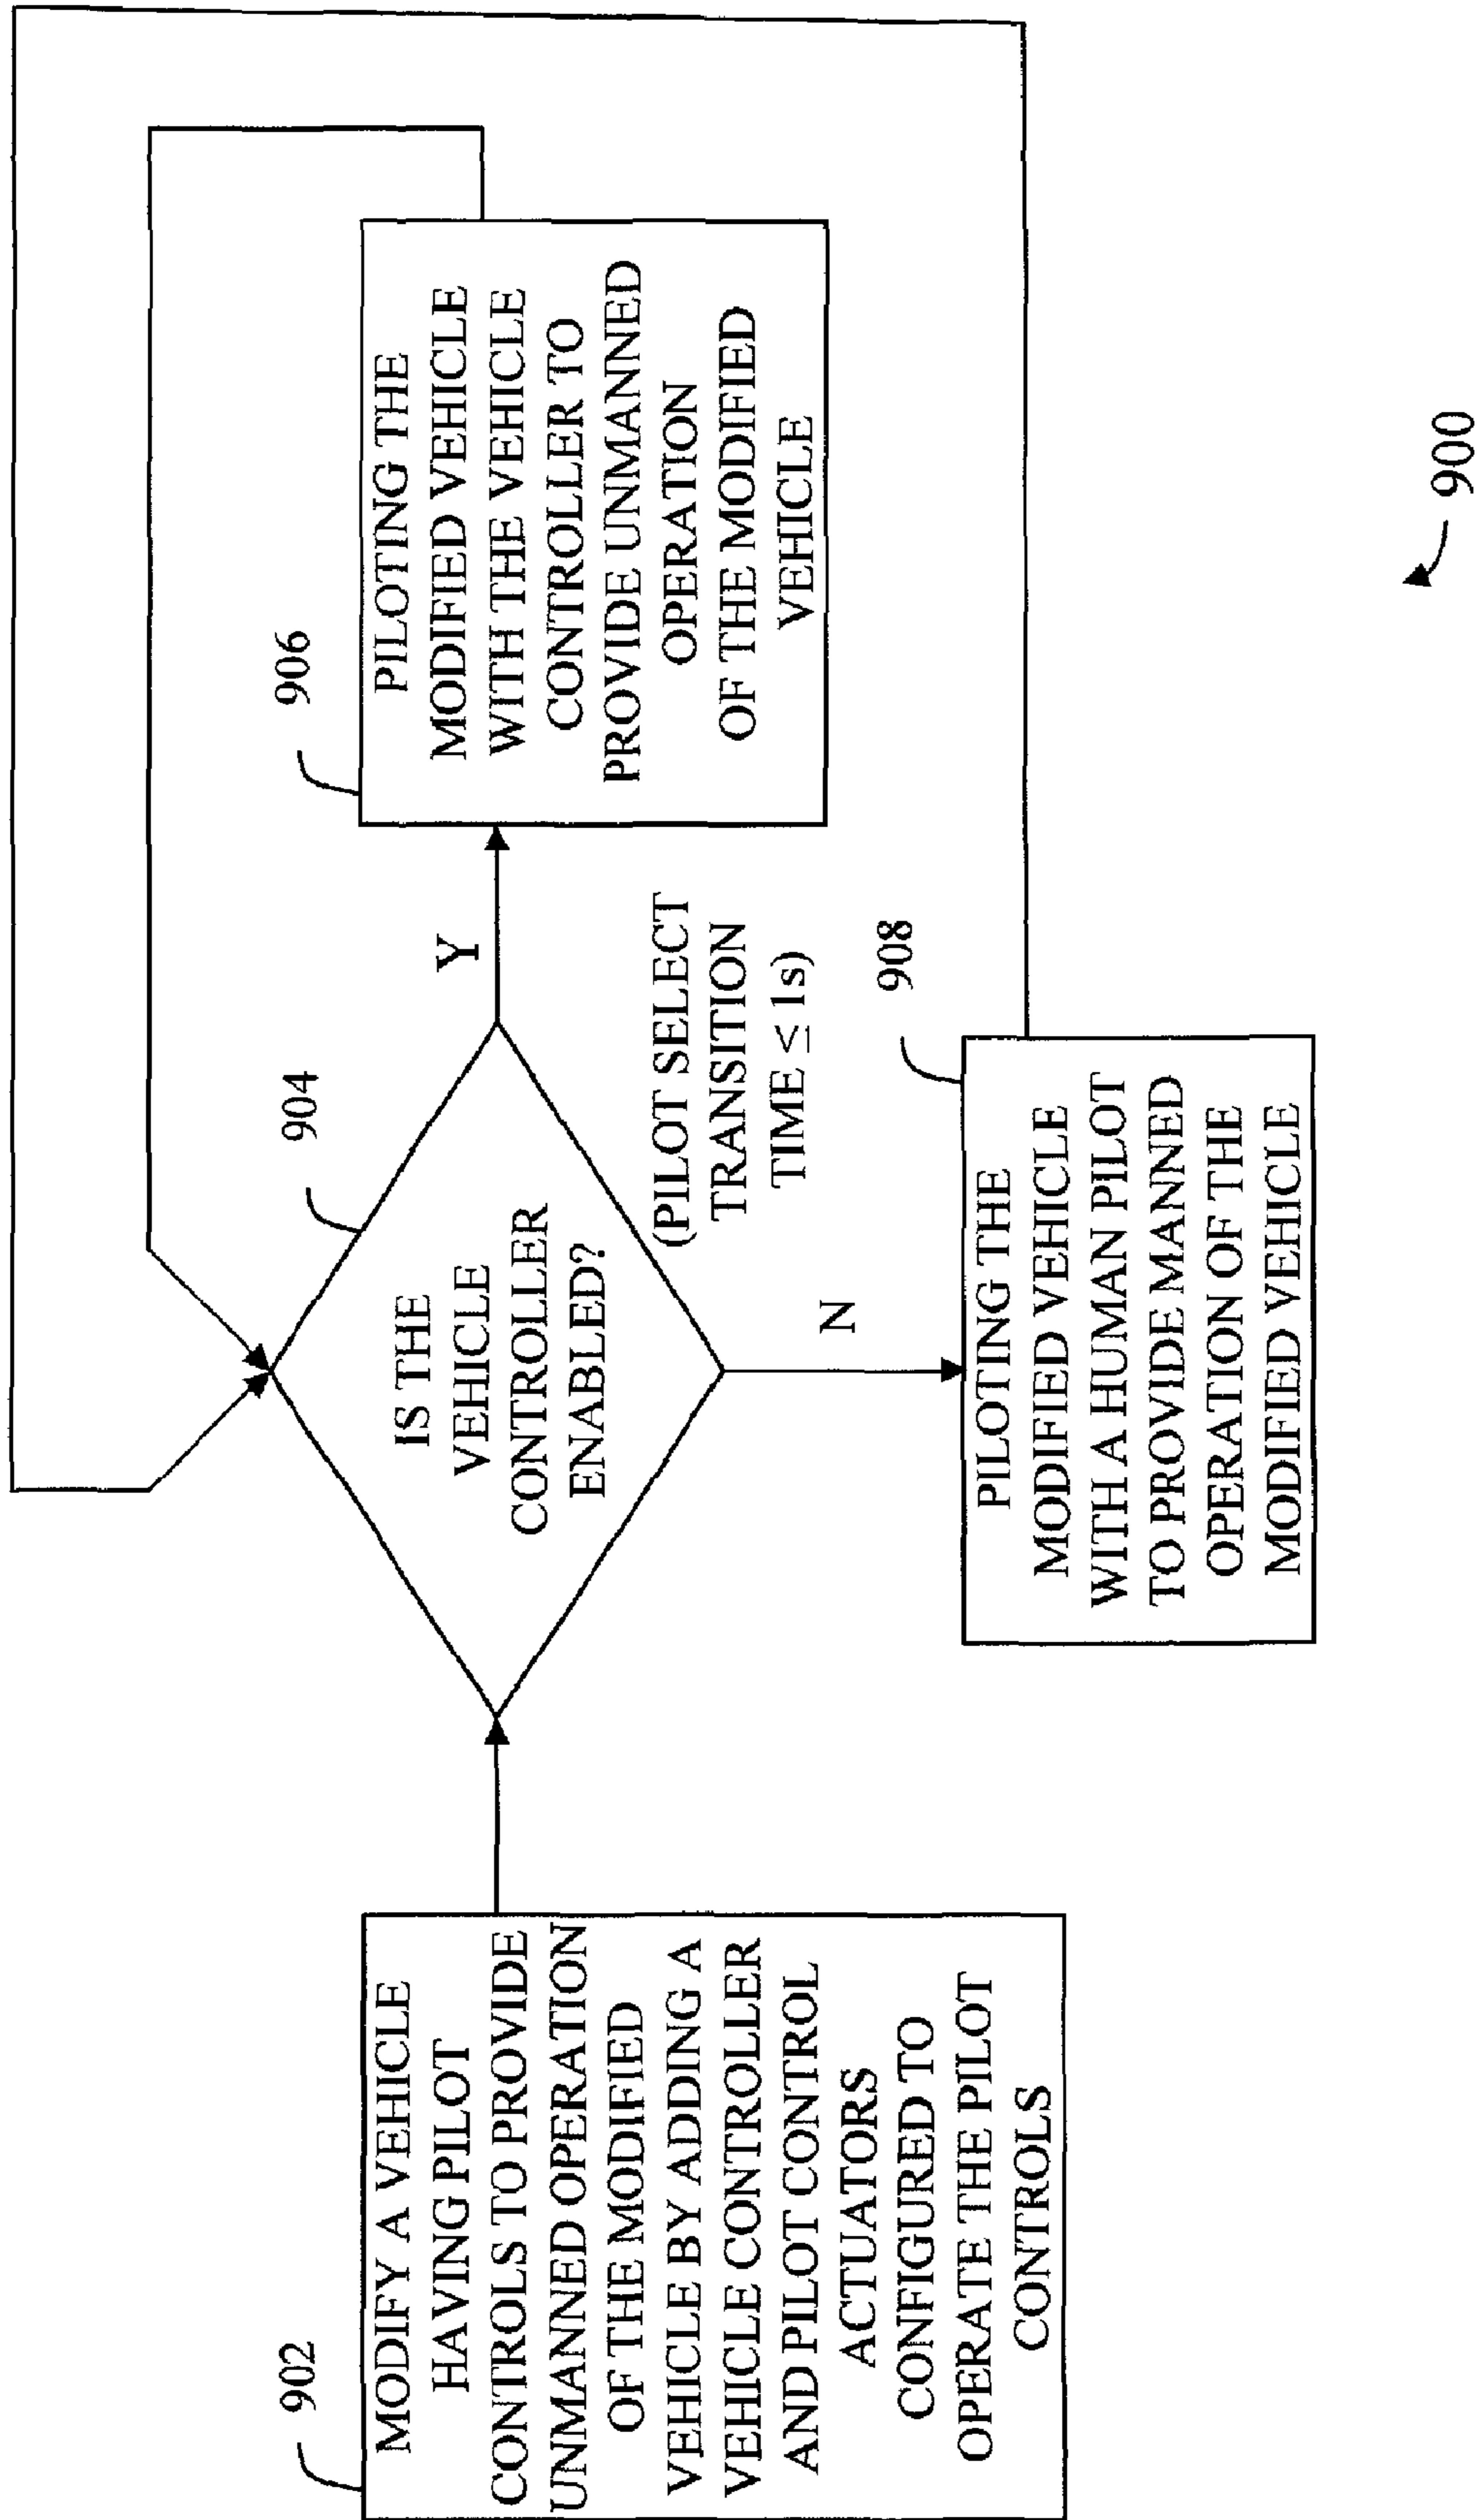 902
MODIFY A VEHICLE
HAVING PILOT
CONTROLS TO PROVIDE
UNMANNED OPERATION
OF THE MODIFIED
VEHICLE BY ADDING A
VEHICLE CONTROLLER
AND PILOT CONTROL
ACTUATORS
CONFIGURED TO
OPERATE THE PILOT
CONTROLS
904
IS THE
VEHICLE
CONTROLLER
ENABLED?
Y
906
PILOTING THE
MODIFIED VEHICLE
WITH THE VEHICLE
CONTROLLER TO
PROVIDE UNMANNED
OPERATION
OF THE MODIFIED
VEHICLE
(PILOT SELECT
TRANSITION
TIME ≤ 1s)
N
908
PILOTING THE
MODIFIED VEHICLE
WITH A HUMAN PILOT
TO PROVIDE MANNED
OPERATION OF THE
MODIFIED VEHICLE
900